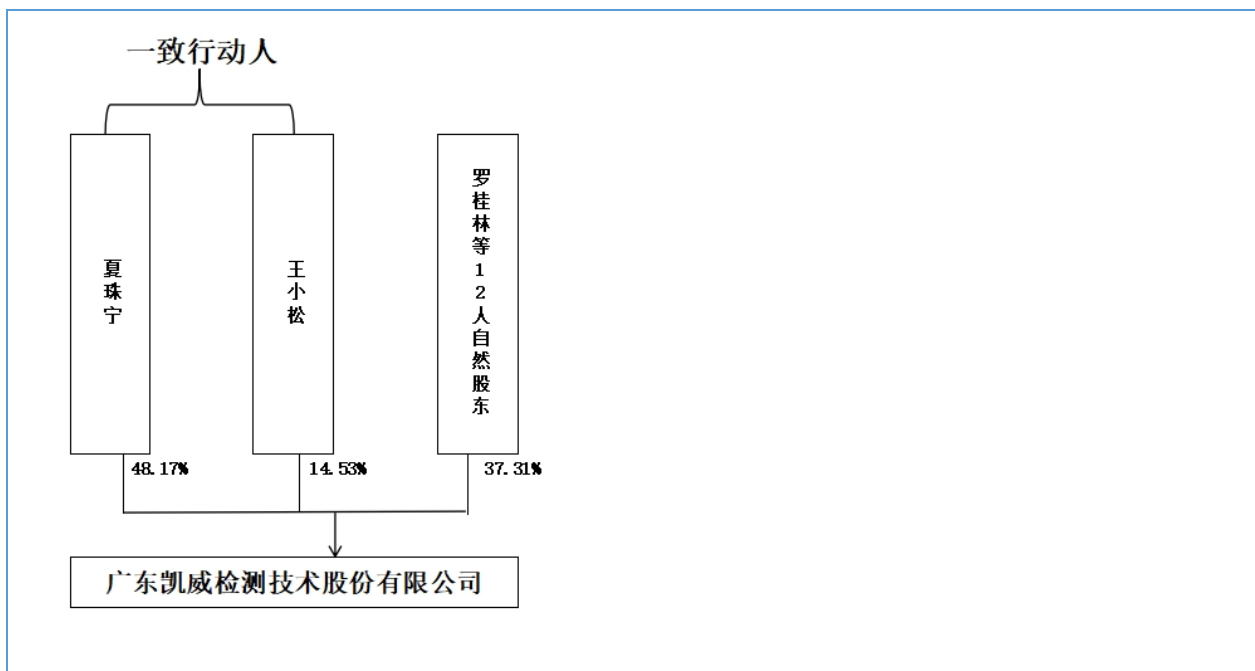 一致行动人
夏珠宁
王小松
罗桂林等12人自然股东
48.17%
14.53%
37.31%
广东凯威检测技术股份有限公司